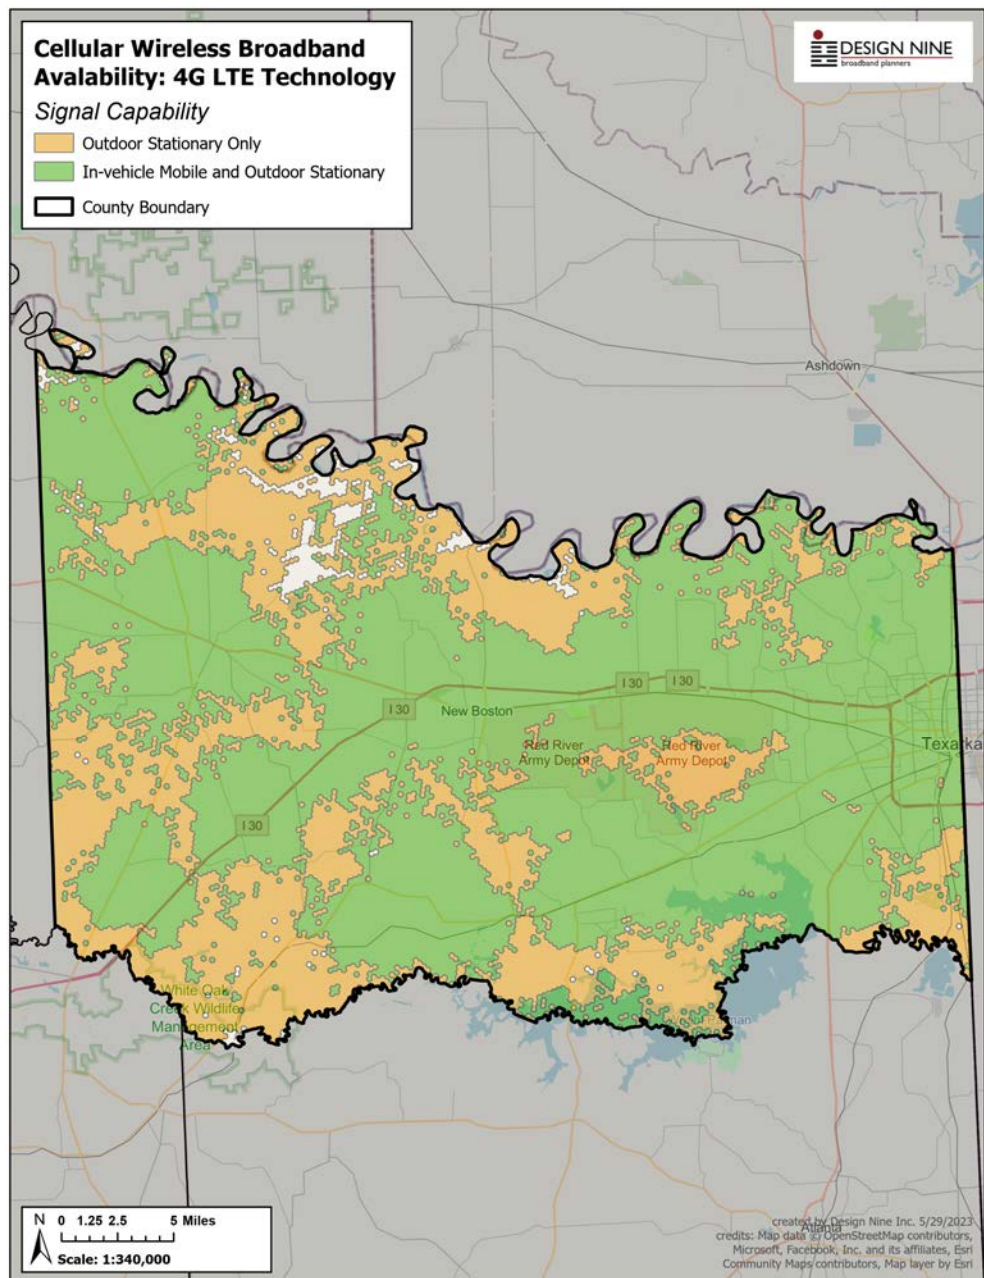 Cellular Wireless Broadband
Avalability: 4G LTE Technology
Signal Capability
Outdoor Stationary Only
In-vehicle Mobile and Outdoor Stationary
County Boundary
DESIGN NINE
broadband planners
Ashdown
I 30
I 30
I 30
New Boston
Red River
Army Depot
Red River
Army Depot
Texarka
I 30
White Oak
Creek Wildlife
Management
Area
N 0 1.25 2.5 5 Miles
Scale: 1:340,000
Atlanta
created by Design Nine Inc. 5/29/2023
credits: Map data © OpenStreetMap contributors,
Microsoft, Facebook, Inc. and its affiliates, Esri
Community Maps contributors, Map layer by Esri